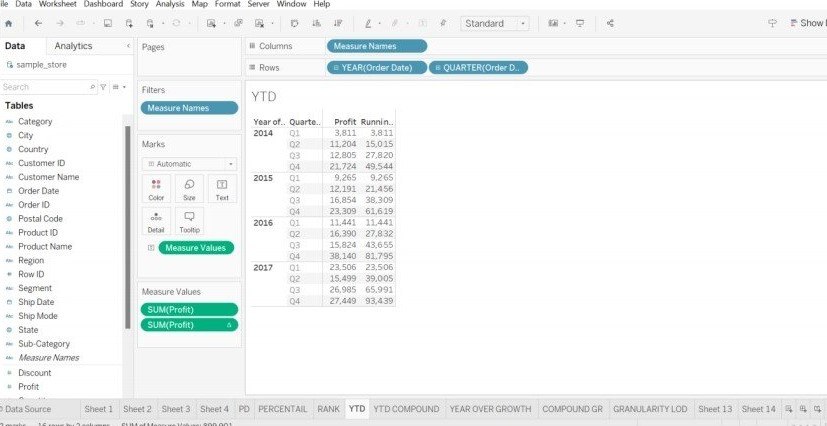 ile Data Worksheet Dashboard Story Analysis Map Format Server Window Help
Standard
Show
Data Analytics
sample_store
Search
Tables
Category
City
Country
Customer ID
Customer Name
Order Date
Order ID
Postal Code
Product ID
Product Name
Region
Row ID
Segment
Ship Date
Ship Mode
State
Sub-Category
Measure Names
Discount
Profit
Pages
Filters
Measure Names
Marks
Automatic
Color Size Text
Detail Tooltip
Measure Values
Measure Values
SUM(Profit)
SUM(Profit)
Columns Measure Names
Rows YEAR(Order Date) QUARTER(Order D..
YTD
Year of.. Quarte.. Profit Runnin..
2014 Q1 3,811 3,811
Q2 11,204 15,015
Q3 12,805 27,820
Q4 21,724 49,544
2015 Q1 9,265 9,265
Q2 12,191 21,456
Q3 16,854 38,309
Q4 23,309 61,619
2016 Q1 11,441 11,441
Q2 16,390 27,832
Q3 15,824 43,655
Q4 38,140 81,795
2017 Q1 23,506 23,506
Q2 15,499 39,005
Q3 26,985 65,991
Q4 27,449 93,439
Data Source Sheet 1 Sheet 2 Sheet 3 Sheet 4 PD PERCENTAIL RANK YTD YTD COMPOUND YEAR OVER GROWTH COMPOUND GR GRANULARITY LOD Sheet 13 Sheet 14
marks 16 rows by 2 columns SUM of Measure Values: 899,901